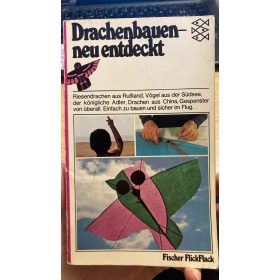 Drachenbauen–
neu entdeckt
Riesendrachen aus Rußland, Vögel aus der Südsee,
der königliche Adler, Drachen aus China, Gespenster
von überall. Einfach zu bauen und sicher im Flug.
Fischer FlickFlack